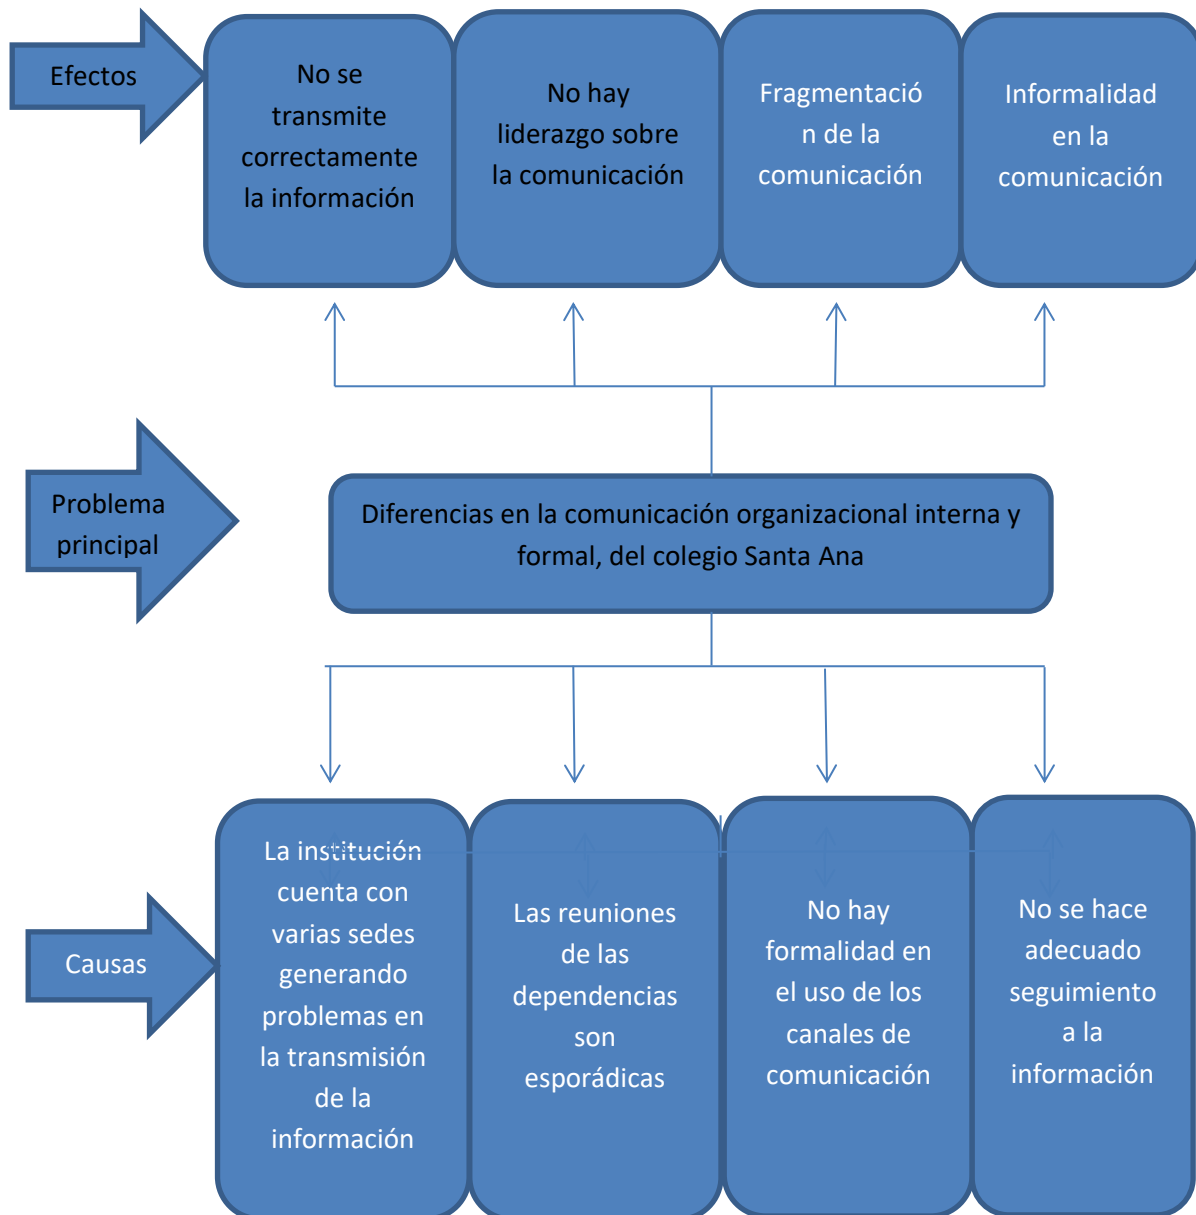 Efectos
No se
transmite
correctamente
la información
No hay
liderazgo sobre
la comunicación
Fragmentació
n de la
comunicación
Informalidad
en la
comunicación
Problema
principal
Diferencias en la comunicación organizacional interna y
formal, del colegio Santa Ana
Causas
La institución
cuenta con
varias sedes
generando
problemas en
la transmisión
de la
información
Las reuniones
de las
dependencias
son
esporádicas
No hay
formalidad en
el uso de los
canales de
comunicación
No se hace
adecuado
seguimiento
a la
información